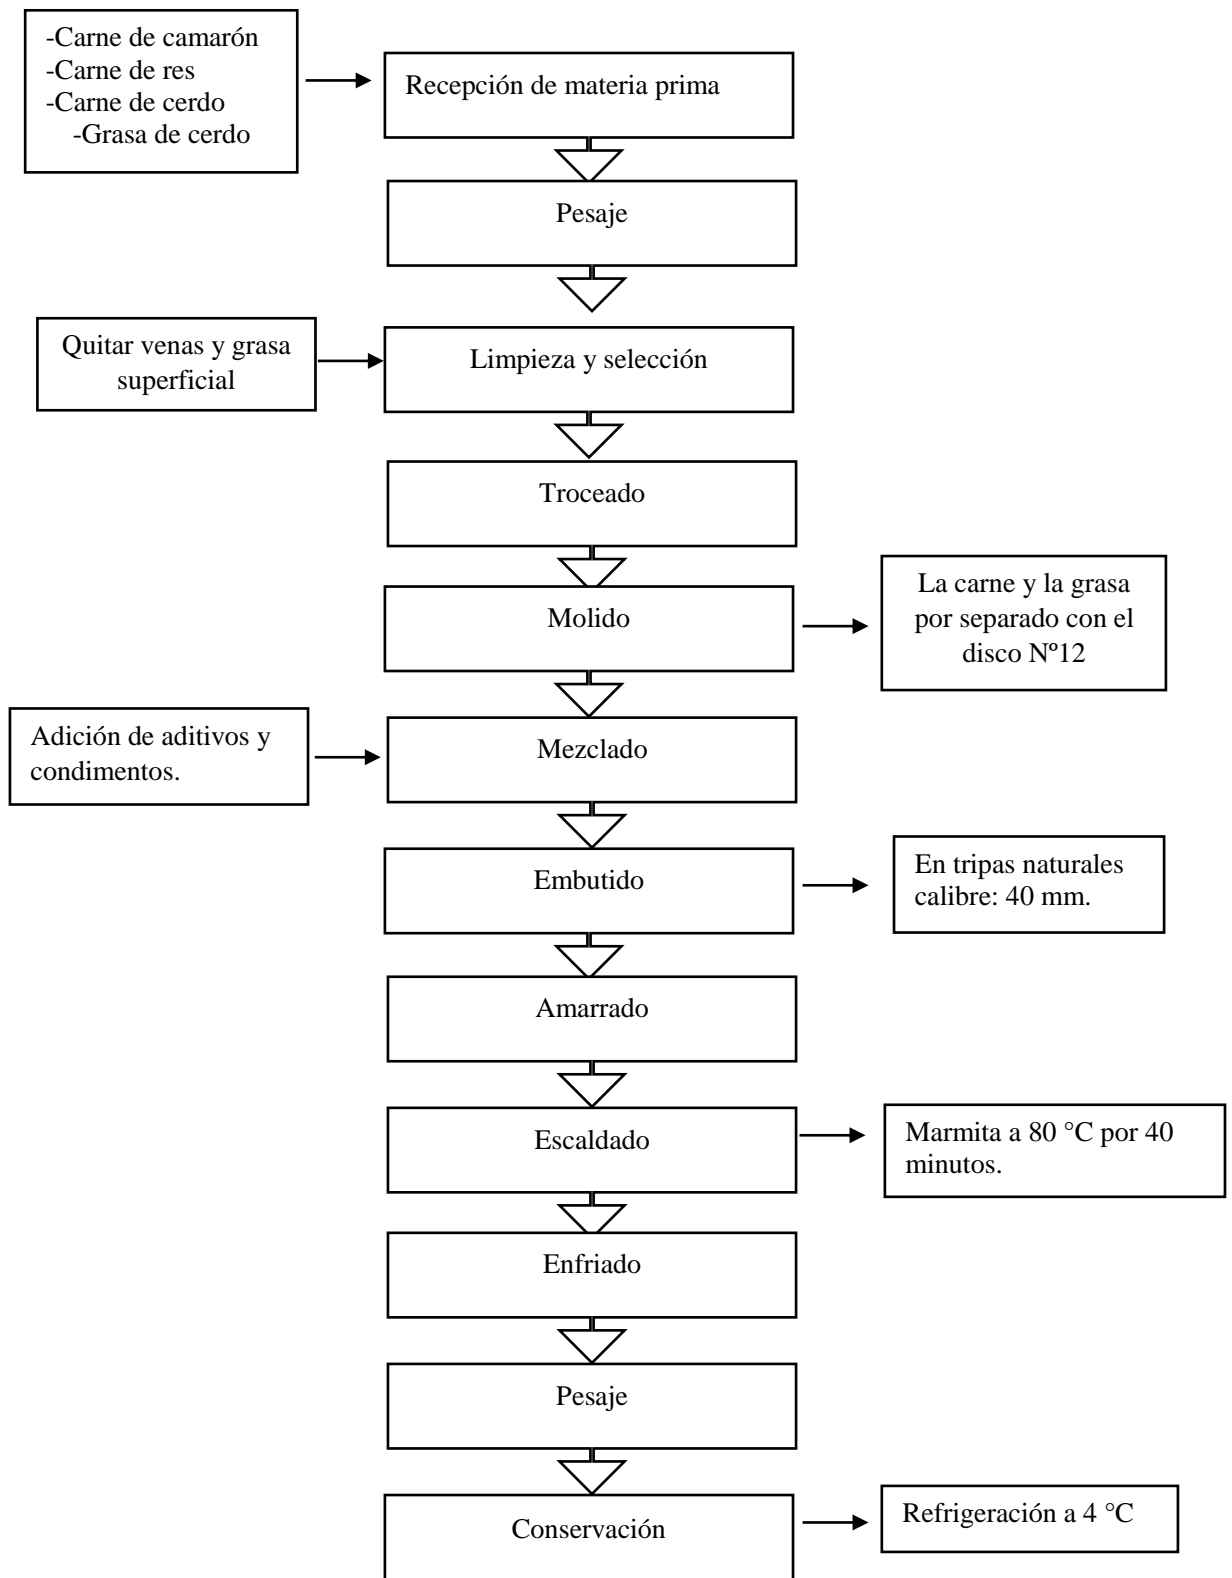 -Carne de camarón
-Carne de res
-Carne de cerdo
-Grasa de cerdo
Recepción de materia prima
Pesaje
Quitar venas y grasa
superficial
Limpieza y selección
Troceado
Molido
La carne y la grasa
por separado con el
disco Nº12
Adición de aditivos y
condimentos.
Mezclado
Embutido
En tripas naturales
calibre: 40 mm.
Amarrado
Escaldado
Marmita a 80 °C por 40
minutos.
Enfriado
Pesaje
Conservación
Refrigeración a 4 °C